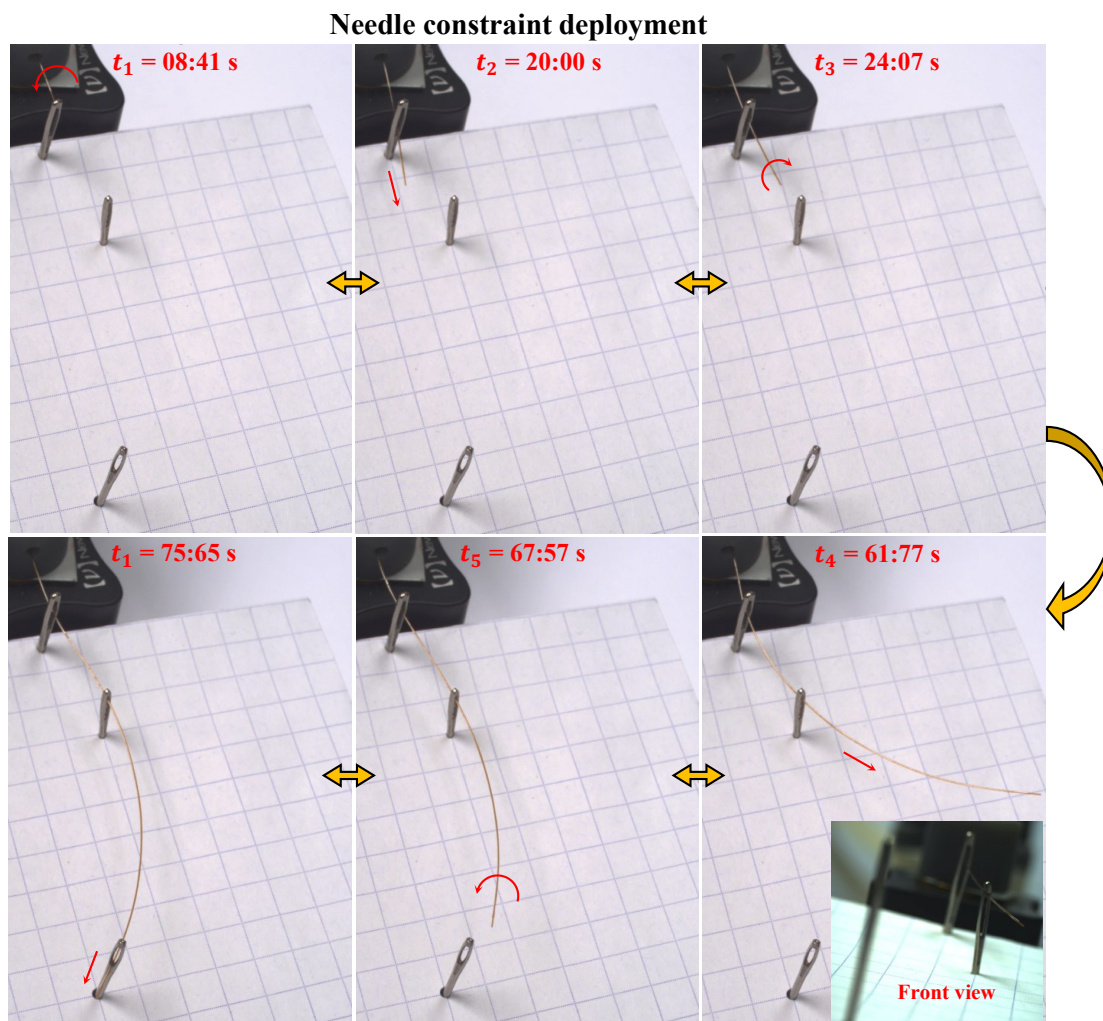 Needle constraint deployment
t₁ = 08:41 s
t₂ = 20:00 s
t₃ = 24:07 s
t₁ = 75:65 s
t₅ = 67:57 s
t₄ = 61:77 s
Front view